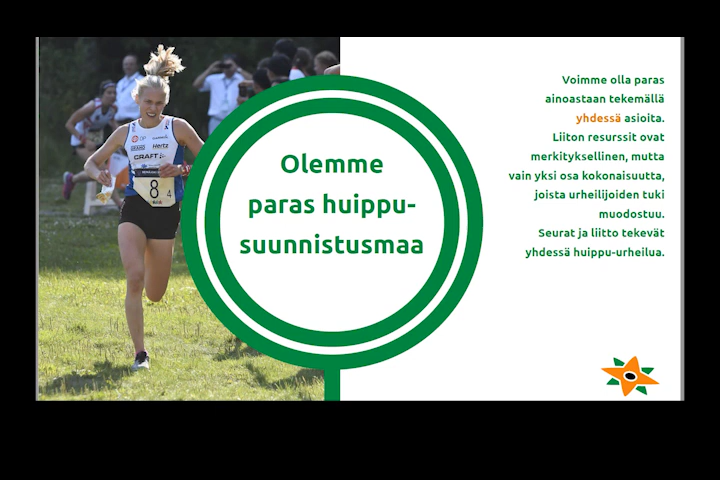 Olemme
paras huippu-
suunnistusmaa
Voimme olla paras
ainoastaan tekemällä
yhdessä asioita.
Liiton resurssit ovat
merkityksellinen, mutta
vain yksi osa kokonaisuutta,
joista urheilijoiden tuki
muodostuu.
Seurat ja liitto tekevät
yhdessä huippu-urheilua.
Hertz
CRAFT
8 4